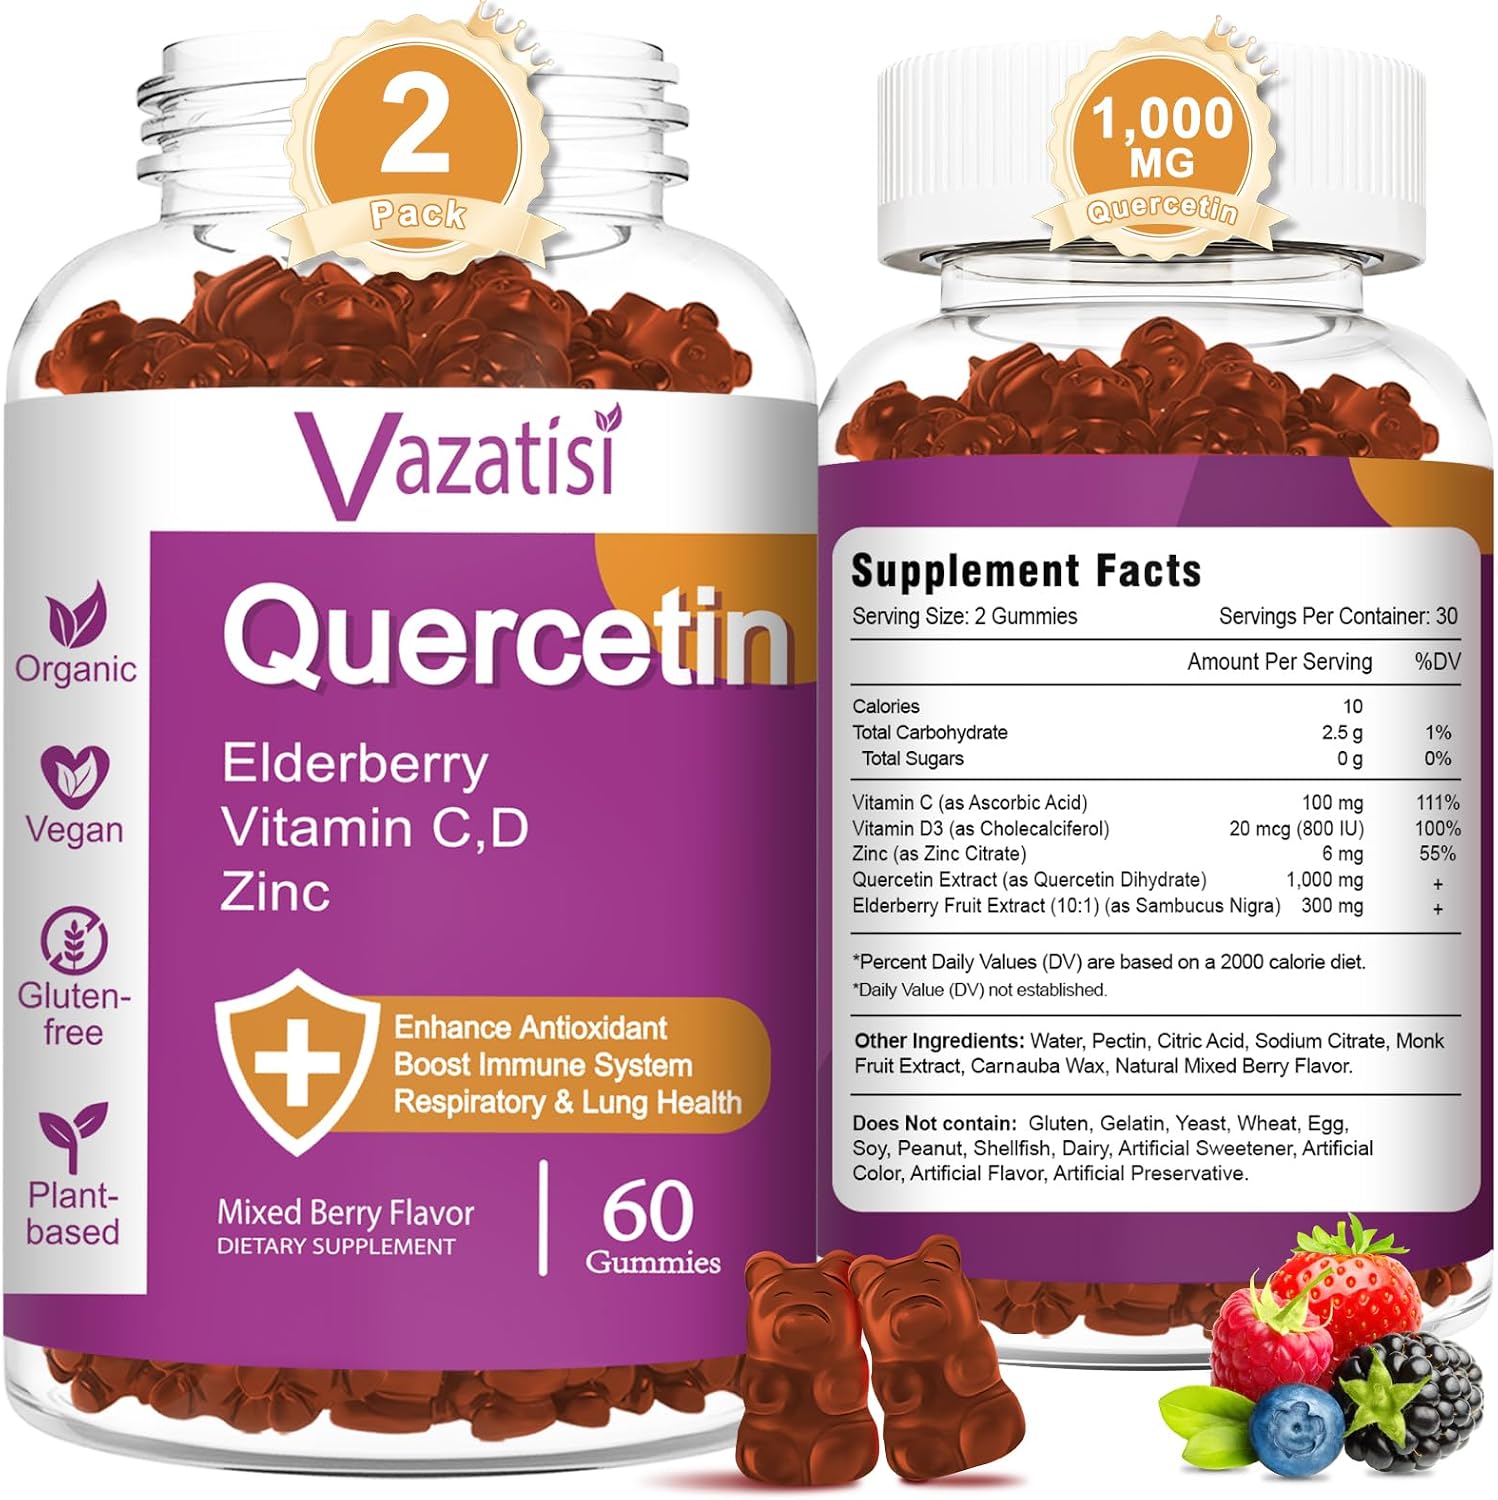 2
Pack
Vazatisi
Organic
Vegan
Gluten-
free
Plant-
based
Quercetin
Elderberry
Vitamin C,D
Zinc
Enhance Antioxidant
Boost Immune System
Respiratory & Lung Health
Mixed Berry Flavor
DIETARY SUPPLEMENT
60
Gummies
1,000
MG
Quercetin
Supplement Facts
Serving Size: 2 Gummies Servings Per Container: 30
Amount Per Serving %DV
Calories 10
Total Carbohydrate 2.5 g 1%
Total Sugars 0 g 0%
Vitamin C (as Ascorbic Acid) 100 mg 111%
Vitamin D3 (as Cholecalciferol) 20 mcg (800 IU) 100%
Zinc (as Zinc Citrate) 6 mg 55%
Quercetin Extract (as Quercetin Dihydrate) 1,000 mg +
Elderberry Fruit Extract (10:1) (as Sambucus Nigra) 300 mg +
*Percent Daily Values (DV) are based on a 2000 calorie diet.
*Daily Value (DV) not established.
Other Ingredients: Water, Pectin, Citric Acid, Sodium Citrate, Monk
Fruit Extract, Carnauba Wax, Natural Mixed Berry Flavor.
Does Not contain: Gluten, Gelatin, Yeast, Wheat, Egg,
Soy, Peanut, Shellfish, Dairy, Artificial Sweetener, Artificial
Color, Artificial Flavor, Artificial Preservative.